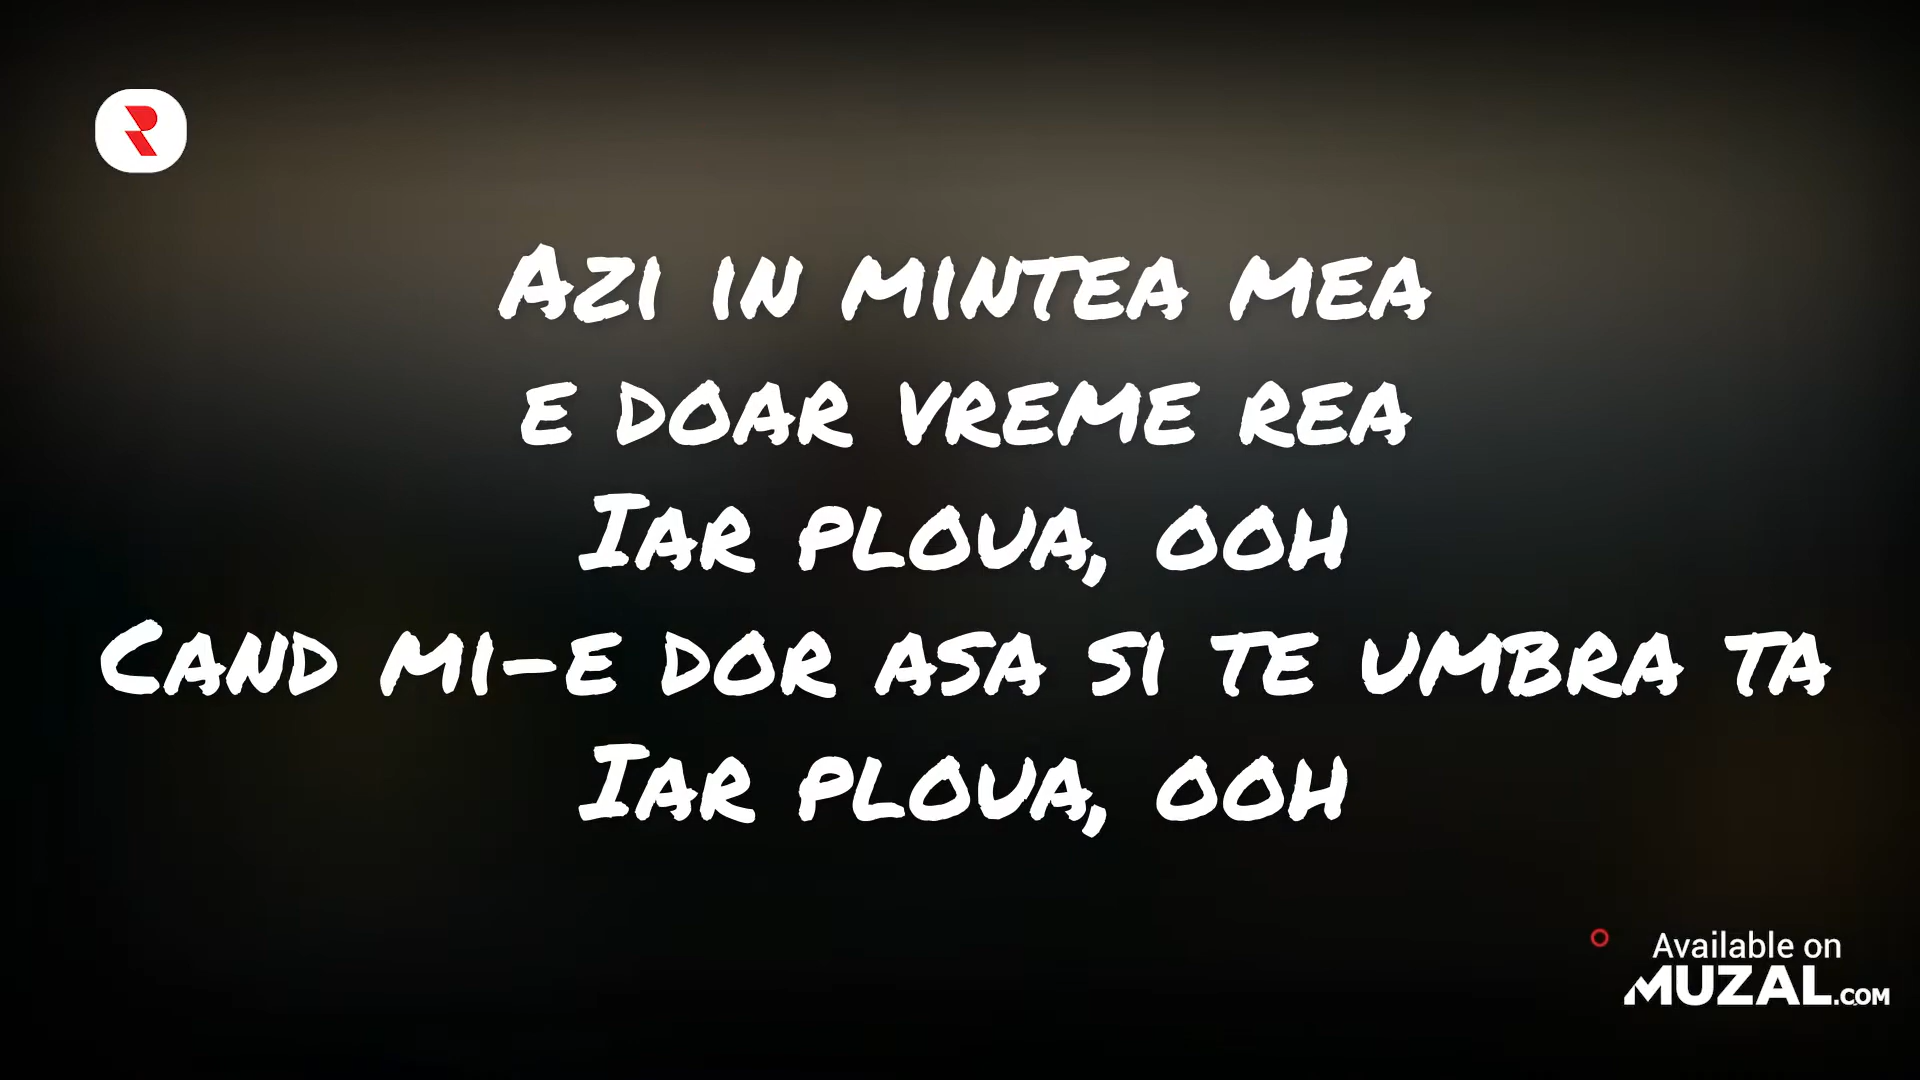 Azi in mintea mea
e doar vreme rea
Iar ploua, ooh
Cand mi-e dor asa si te umbra ta
Iar ploua, ooh
Available on
MUZAL.COM